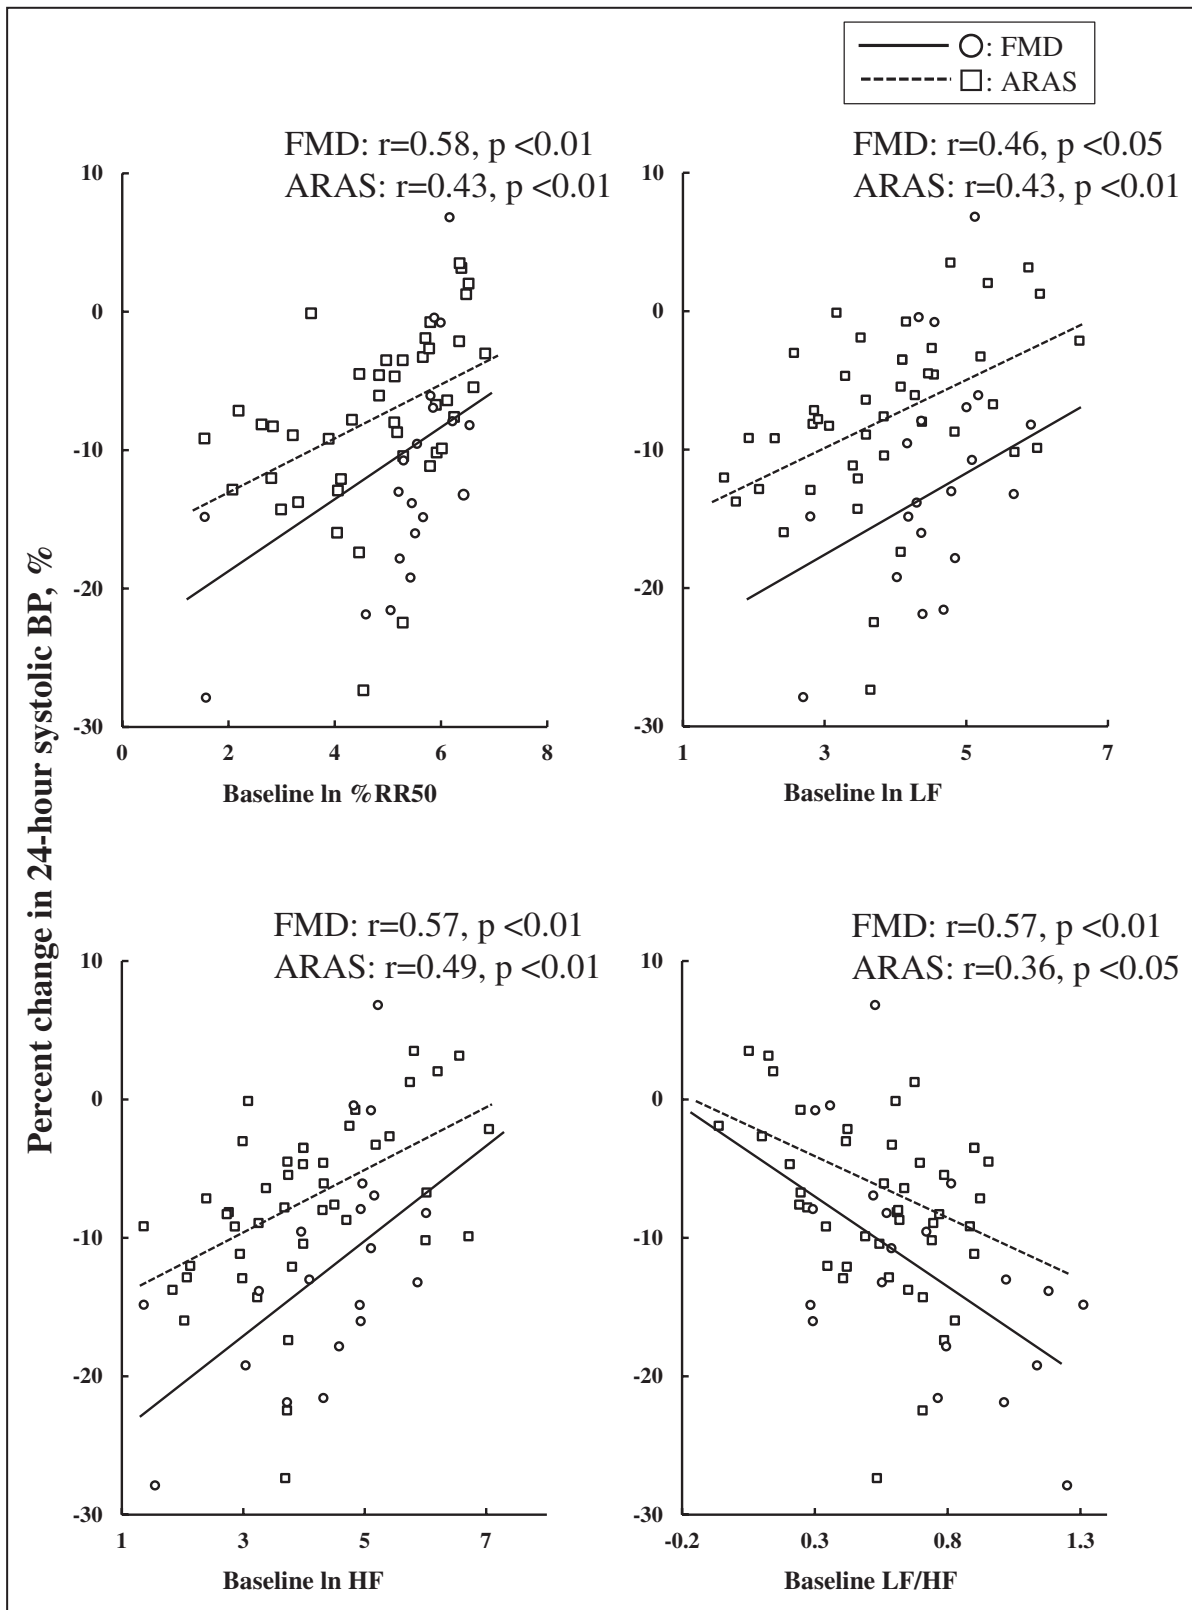 ○: FMD
□: ARAS
Percent change in 24-hour systolic BP, %
FMD: r=0.58, p <0.01
ARAS: r=0.43, p <0.01
10
0
-10
-20
-30
0 2 4 6 8
Baseline ln %RR50
FMD: r=0.46, p <0.05
ARAS: r=0.43, p <0.01
10
0
-10
-20
-30
1 3 5 7
Baseline ln LF
FMD: r=0.57, p <0.01
ARAS: r=0.49, p <0.01
10
0
-10
-20
-30
1 3 5 7
Baseline ln HF
FMD: r=0.57, p <0.01
ARAS: r=0.36, p <0.05
10
0
-10
-20
-30
-0.2 0.3 0.8 1.3
Baseline LF/HF